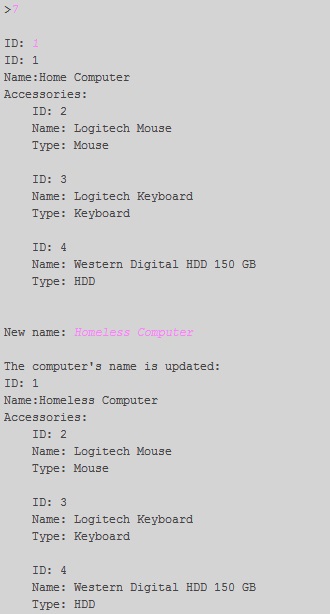 >7
ID: 1
ID: 1
Name:Home Computer
Accessories:
ID: 2
Name: Logitech Mouse
Type: Mouse
ID: 3
Name: Logitech Keyboard
Type: Keyboard
ID: 4
Name: Western Digital HDD 150 GB
Type: HDD
New name: Homeless Computer
The computer's name is updated:
ID: 1
Name:Homeless Computer
Accessories:
ID: 2
Name: Logitech Mouse
Type: Mouse
ID: 3
Name: Logitech Keyboard
Type: Keyboard
ID: 4
Name: Western Digital HDD 150 GB
Type: HDD